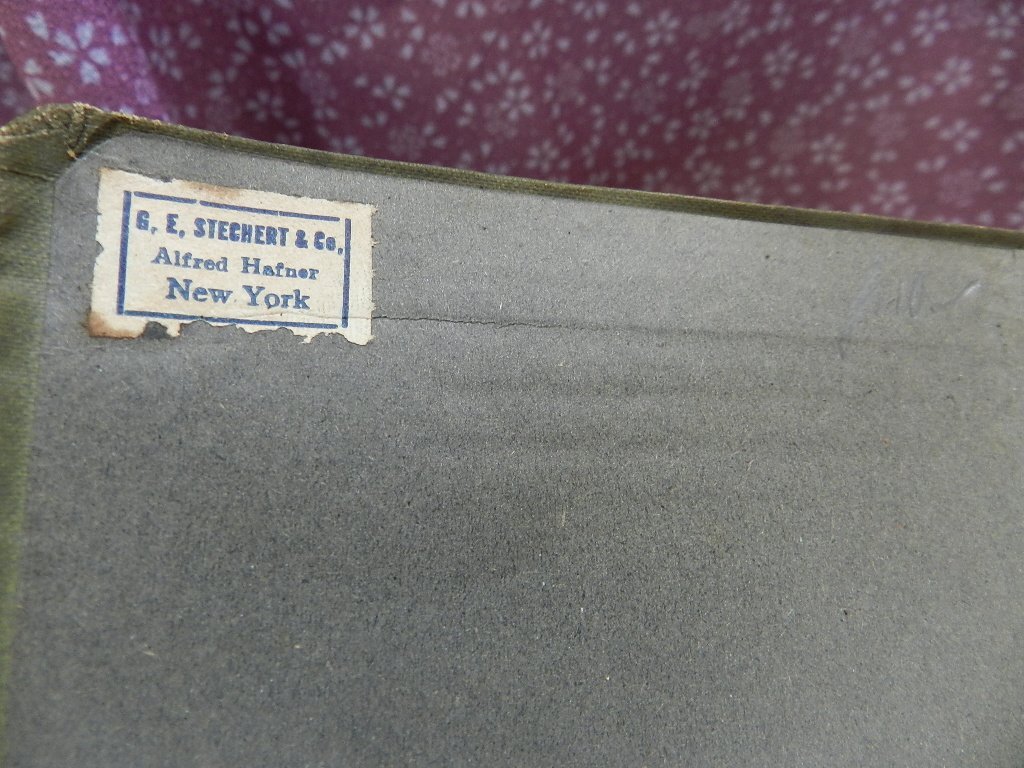 G. E. STECHERT & Co.
Alfred Hafner
New York